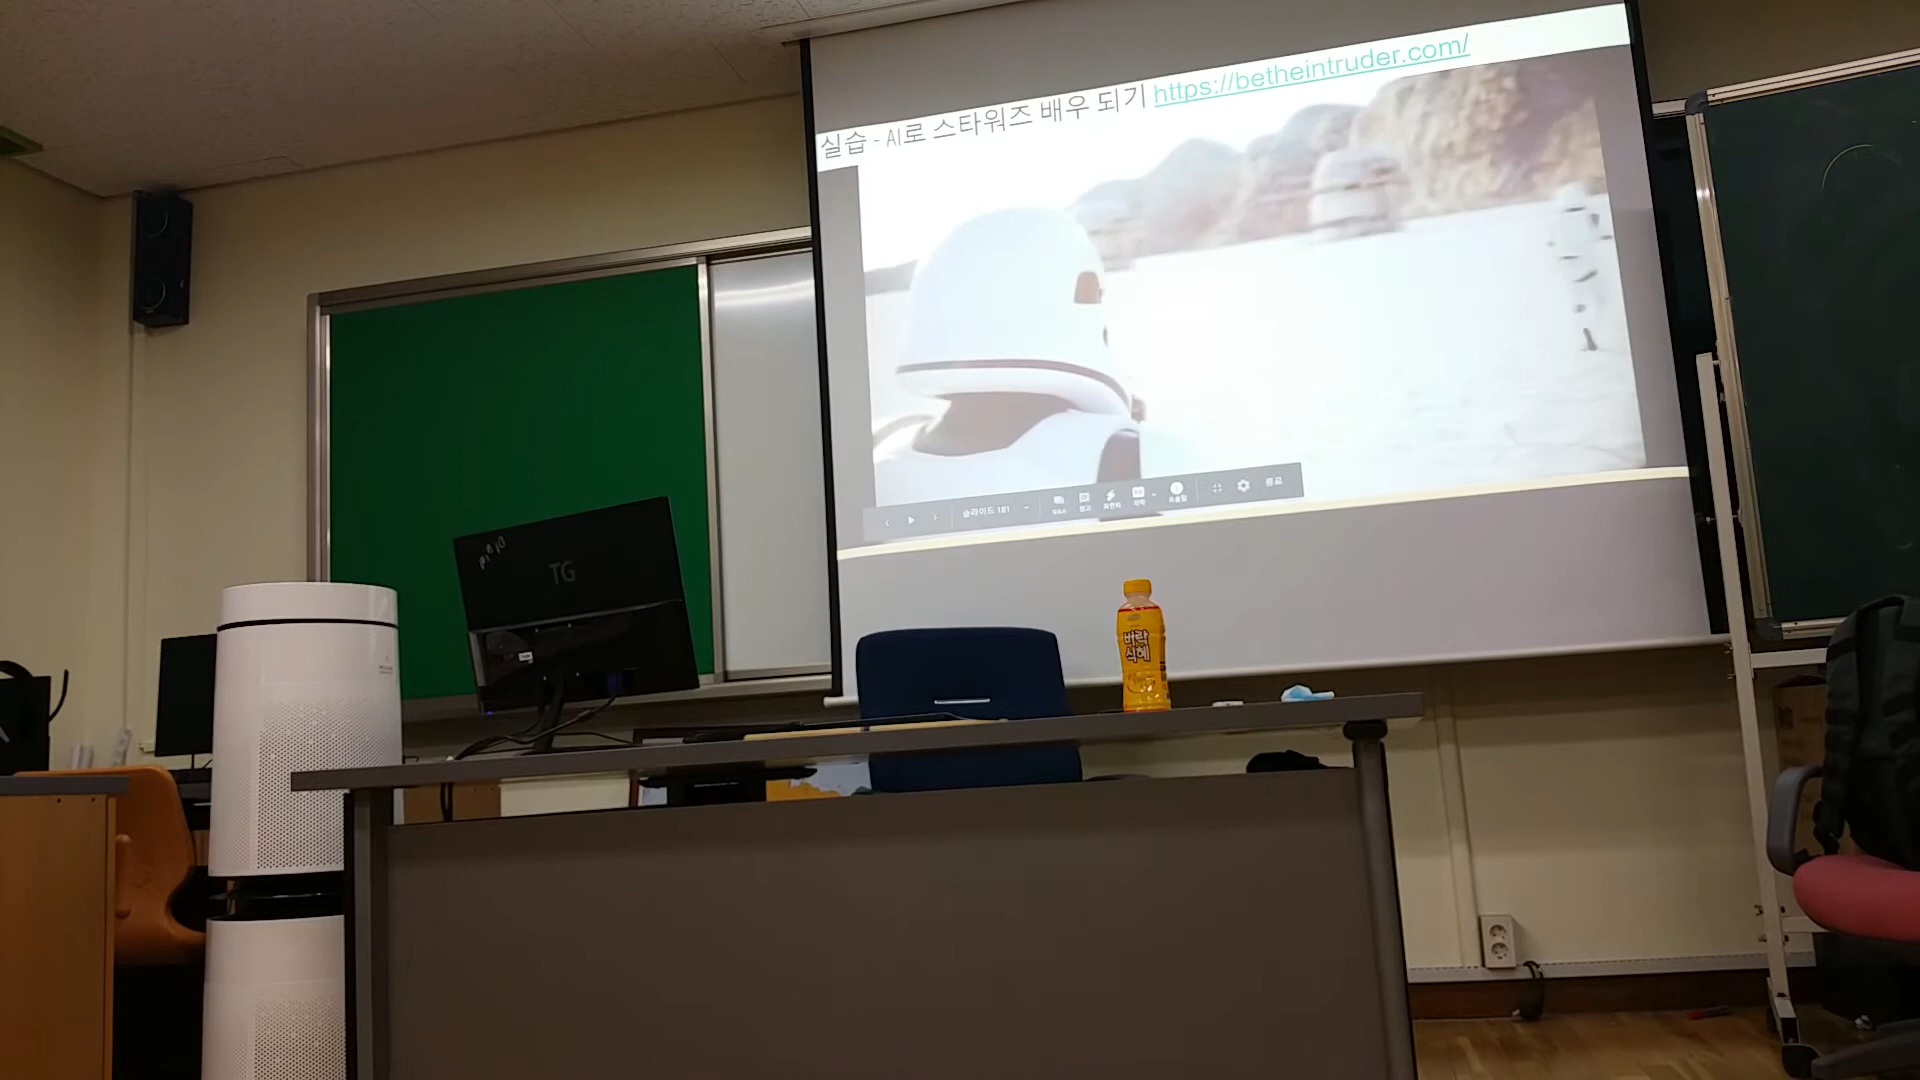 실습 - AI로 스타워즈 배우 되기 https://betheintruder.com/
슬라이드 181
종료
TG
버락
식혜